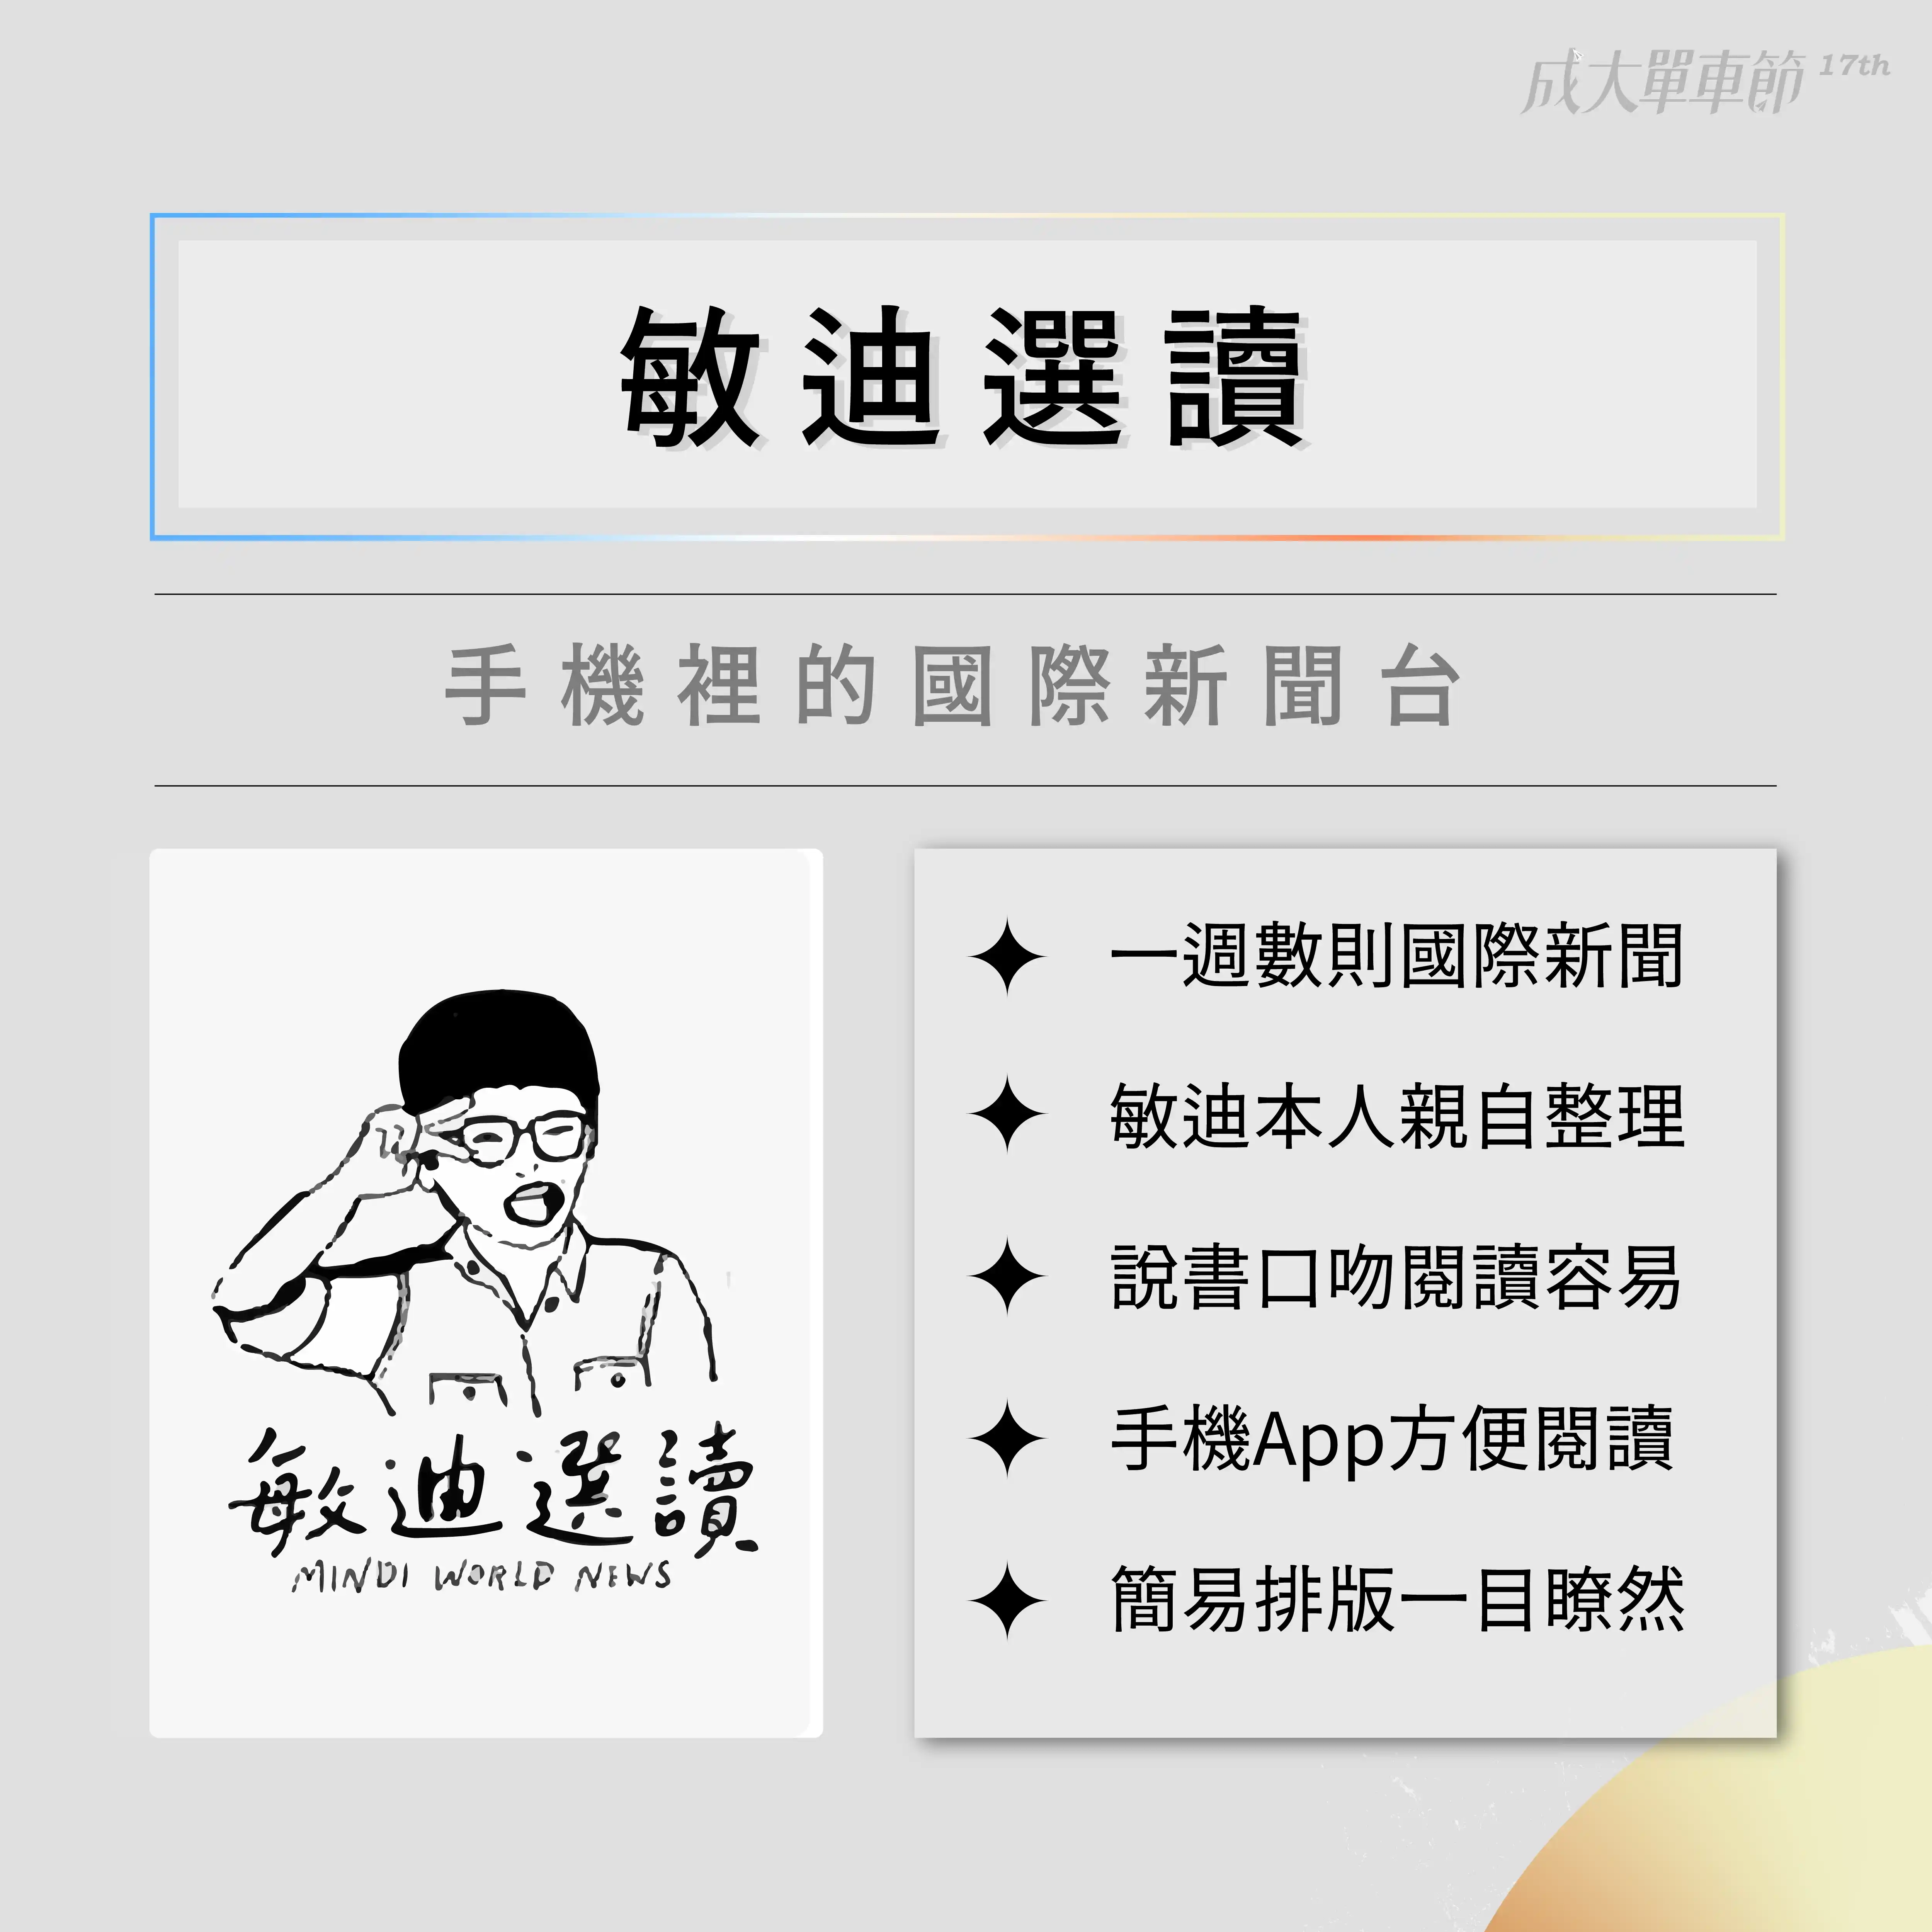 成大單車節 17th
敏迪選讀
手機裡的國際新聞台
一週數則國際新聞
敏迪本人親自整理
說書口吻閱讀容易
手機App方便閱讀
簡易排版一目瞭然
敏迪選讀
MINDI WORLD NEWS